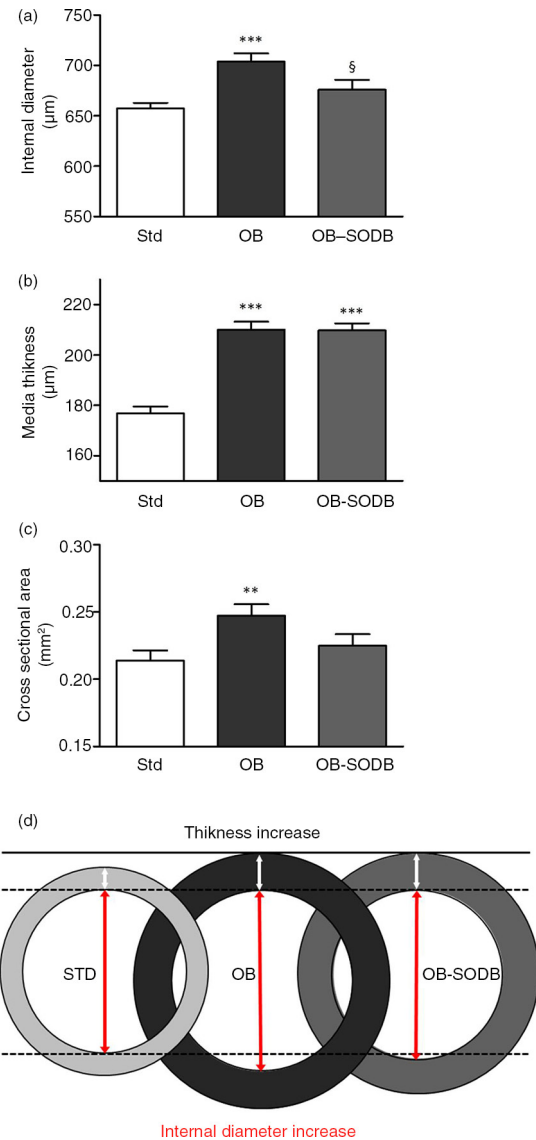 (a)
750
700
650
600
550
Internal diameter
(µm)
***
§
Std
OB
OB–SODB
(b)
220
200
180
160
Media thikness
(µm)
***
***
Std
OB
OB-SODB
(c)
0.30
0.25
0.20
0.15
Cross sectional area
(mm²)
**
Std
OB
OB-SODB
(d)
Thikness increase
STD
OB
OB-SODB
Internal diameter increase